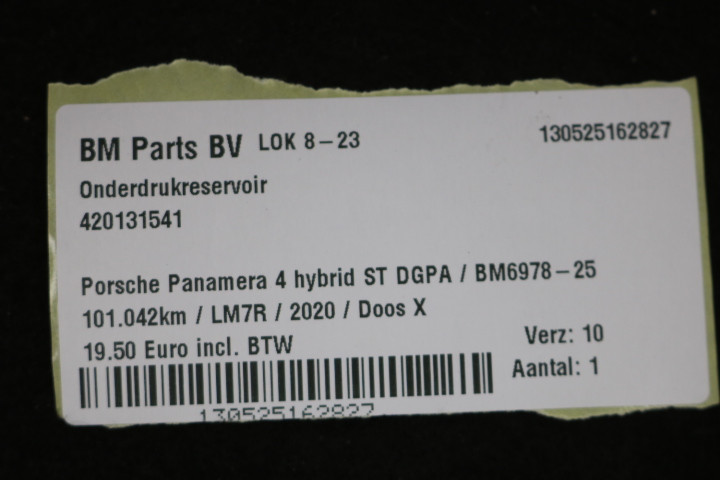 BM Parts BV LOK 8-23 130525162827
Onderdrukreservoir
420131541
Porsche Panamera 4 hybrid ST DGPA / BM6978-25
101.042km / LM7R / 2020 / Doos X
19.50 Euro incl. BTW Verz: 10
Aantal: 1
130525162827